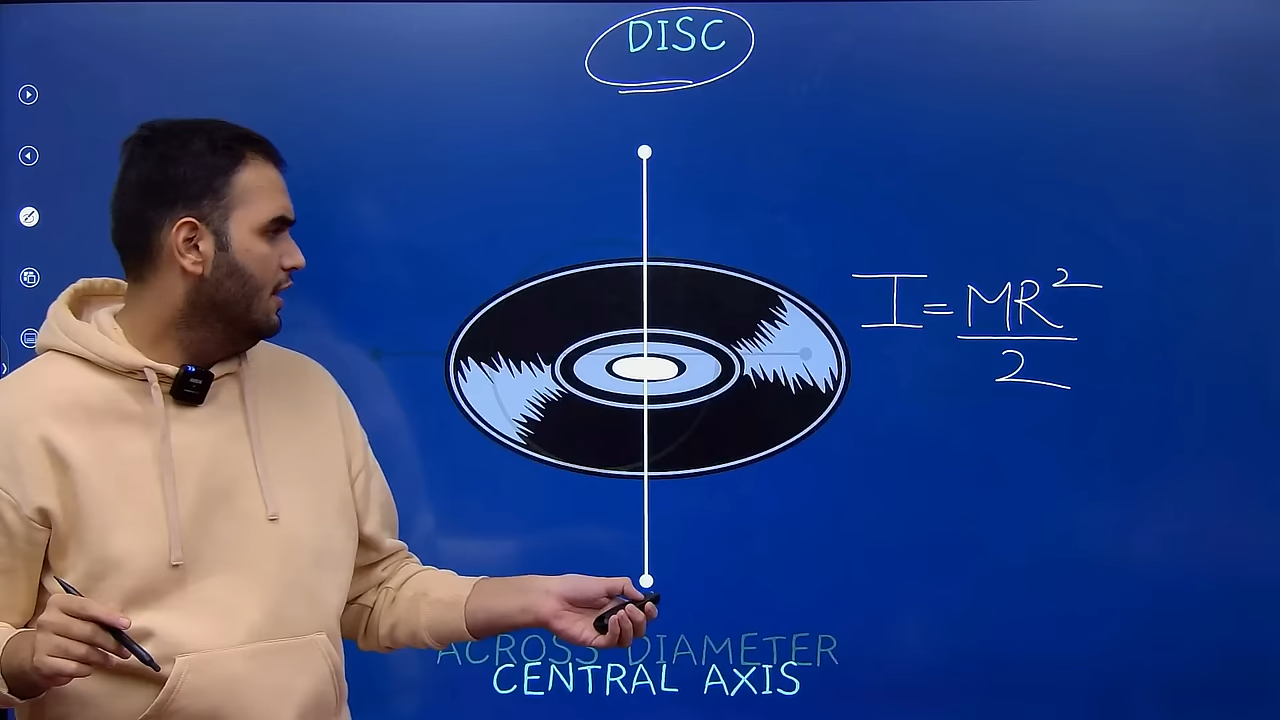 DISC
I = MR²
2
ACROSS DIAMETER
CENTRAL AXIS